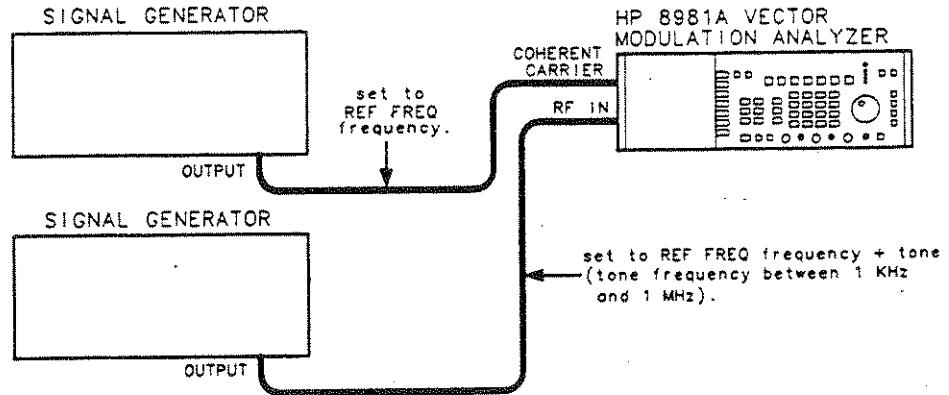 SIGNAL GENERATOR
OUTPUT
set to
REF FREQ
frequency.
HP 8981A VECTOR
MODULATION ANALYZER
COHERENT
CARRIER
RF IN
SIGNAL GENERATOR
OUTPUT
set to REF FREQ frequency + tone
(tone frequency between 1 KHz
and 1 MHz).